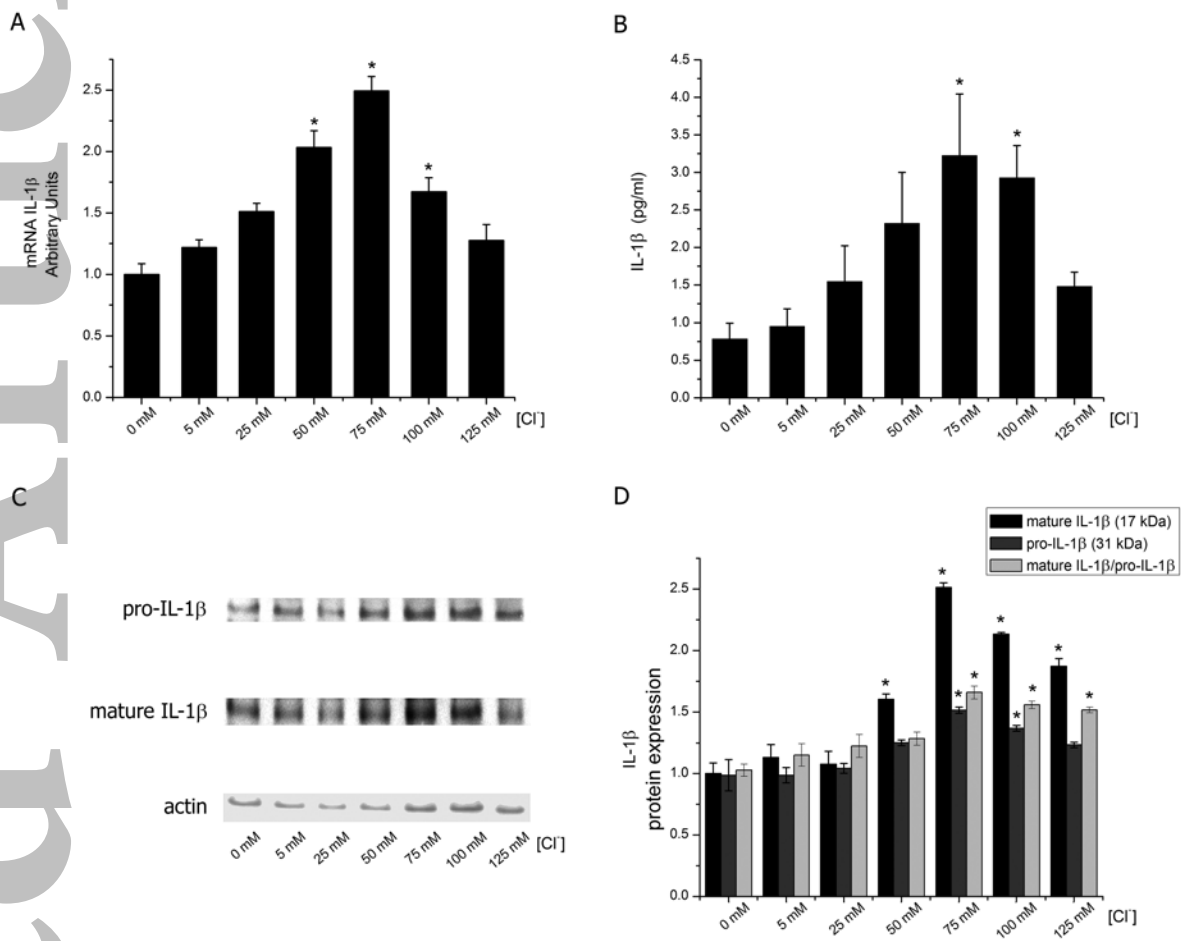 A
mRNA IL-1β
Arbitrary Units
2.5
2.0
1.5
1.0
0.5
0.0
*
*
*
0 mM
5 mM
25 mM
50 mM
75 mM
100 mM
125 mM
[Cl⁻]
B
IL-1β (pg/ml)
4.5
4.0
3.5
3.0
2.5
2.0
1.5
1.0
0.5
0.0
*
*
0 mM
5 mM
25 mM
50 mM
75 mM
100 mM
125 mM
[Cl⁻]
C
pro-IL-1β
mature IL-1β
actin
0 mM
5 mM
25 mM
50 mM
75 mM
100 mM
125 mM
[Cl⁻]
D
mature IL-1β (17 kDa)
pro-IL-1β (31 kDa)
mature IL-1β/pro-IL-1β
IL-1β
protein expression
2.5
2.0
1.5
1.0
0.5
0.0
*
*
*
*
*
*
*
*
*
0 mM
5 mM
25 mM
50 mM
75 mM
100 mM
125 mM
[Cl⁻]